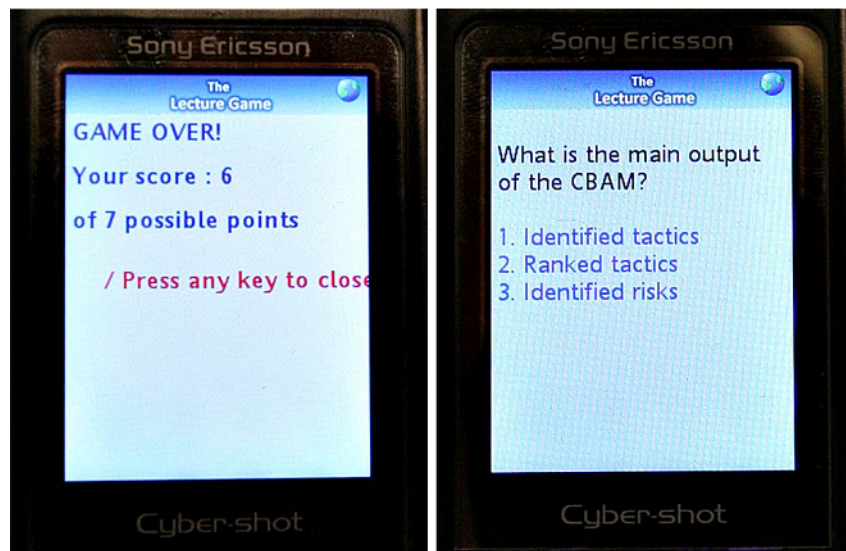 Sony Ericsson
The
Lecture Game
GAME OVER!
Your score : 6
of 7 possible points
/ Press any key to close
Cyber-shot
Sony Ericsson
The
Lecture Game
What is the main output
of the CBAM?
1. Identified tactics
2. Ranked tactics
3. Identified risks
Cyber-shot